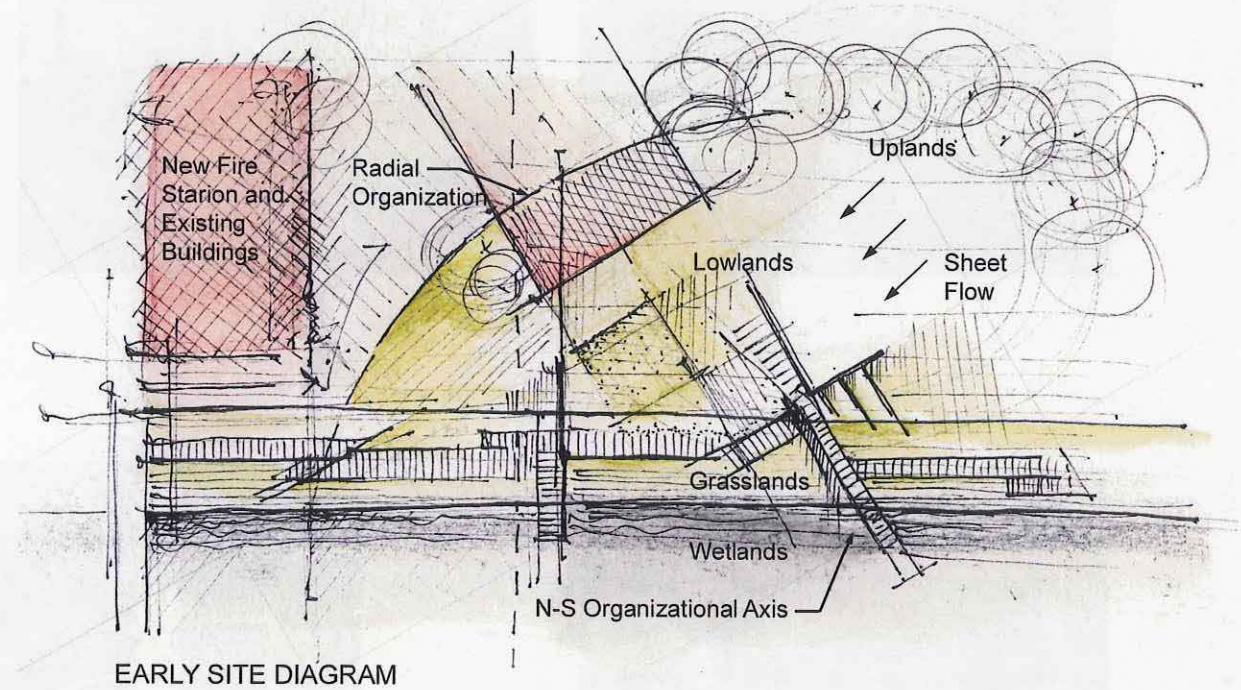 New Fire
Starion and
Existing
Buildings
Radial
Organization
Uplands
Lowlands
Sheet
Flow
Grasslands
Wetlands
N-S Organizational Axis
EARLY SITE DIAGRAM